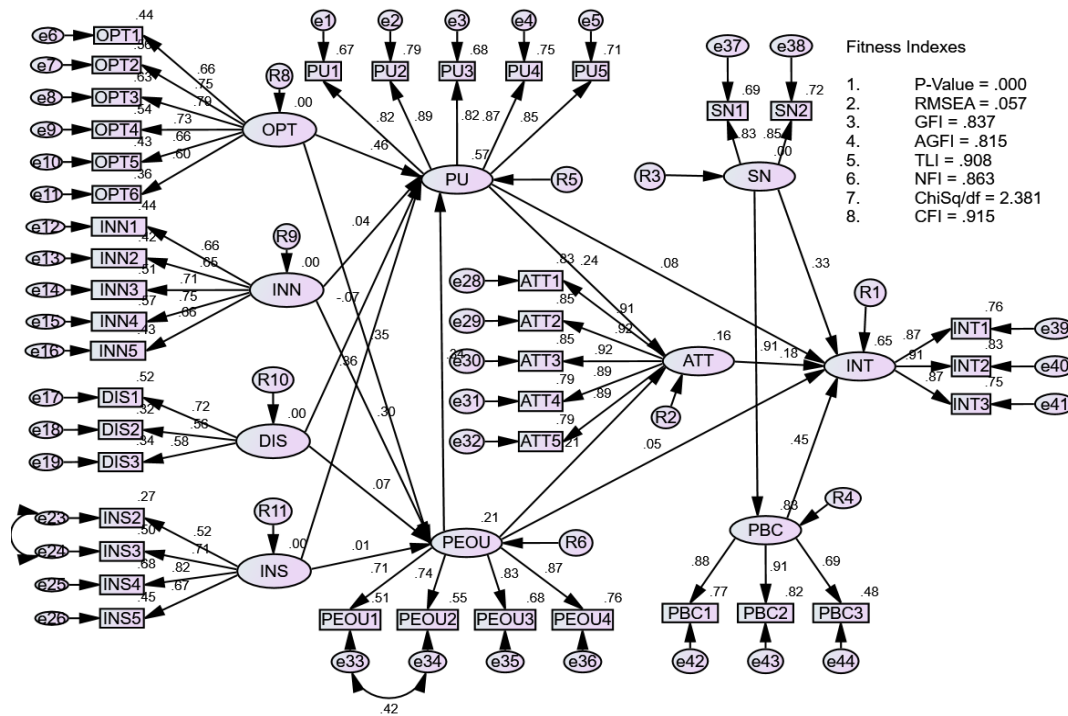 Fitness Indexes
1. P-Value = .000
2. RMSEA = .057
3. GFI = .837
4. AGFI = .815
5. TLI = .908
6. NFI = .863
7. ChiSq/df = 2.381
8. CFI = .915
e1 e2 e3 e4 e5
.67 .79 .68 .75 .71
PU1 PU2 PU3 PU4 PU5
.82 .89 .82 .87 .85
.57
PU
R5
.44
e6 OPT1
e7 OPT2
.63
e8 OPT3
.54
e9 OPT4
.43
e10 OPT5
.36
e11 OPT6
.66
.75
.79
.73
.66
.60
R8
.00
OPT
.46
.44
e12 INN1
.42
e13 INN2
.51
e14 INN3
e15 INN4
.43
e16 INN5
.57
.66
.65
.71
.75
.66
R9
.00
INN
.04
-.07
.35
.36
.30
.52
e17 DIS1
.32
e18 DIS2
.34
e19 DIS3
.72
.56
.58
R10
.00
DIS
.07
.27
e23 INS2
.50
e24 INS3
.68
e25 INS4
.45
e26 INS5
.52
.71
.82
.67
R11
.00
INS
.01
.21
PEOU
R6
.71 .74 .83 .87
.51 .55 .68 .76
PEOU1 PEOU2 PEOU3 PEOU4
e33 e34 e35 e36
.42
.83
e28 ATT1
.85
e29 ATT2
.85
e30 ATT3
.79
e31 ATT4
.79
e32 ATT5
.24
.91
.92
.92
.89
.89
.21
.16
ATT
R2
.08
.91
.18
.05
e37 e38
.69 .72
SN1 SN2
.83 .85
.00
R3 SN
.33
R1
.65
INT
.87
.91
.87
.76
INT1 e39
.83
INT2 e40
.75
INT3 e41
.45
.83
PBC
R4
.88 .91 .69
.77 .82 .48
PBC1 PBC2 PBC3
e42 e43 e44